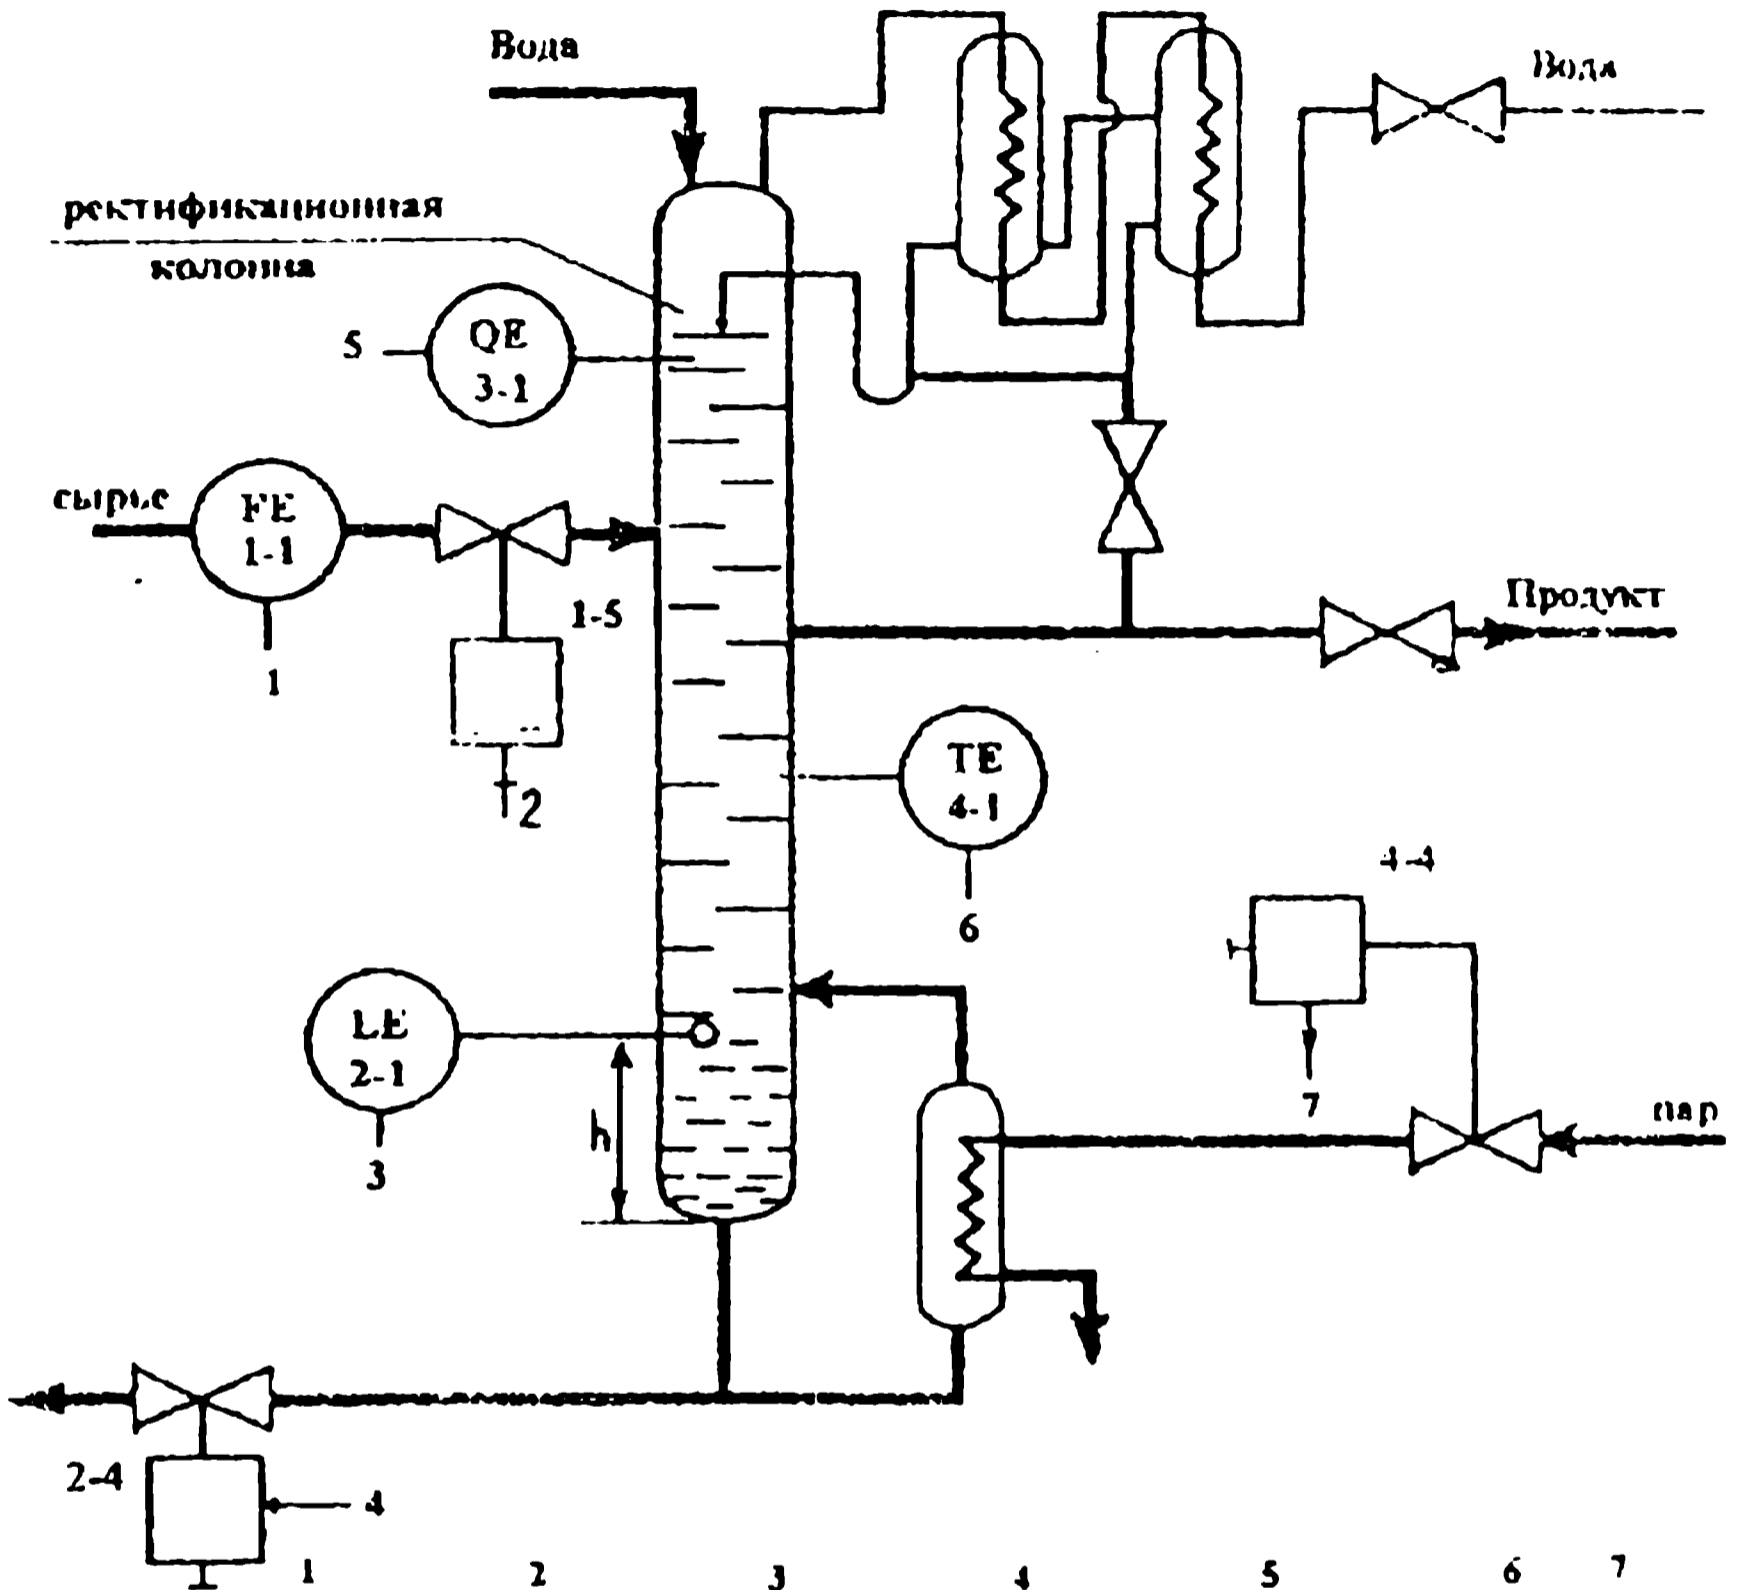 Вода
Вода
ректификационная
колонна
5
QE
3-1
сырье
FE
1-1
1-5
1
Продукт
2
TE
4-1
6
4-4
LE
2-1
h
7
пар
3
2-4
4
1 2 3 4 5 6 7